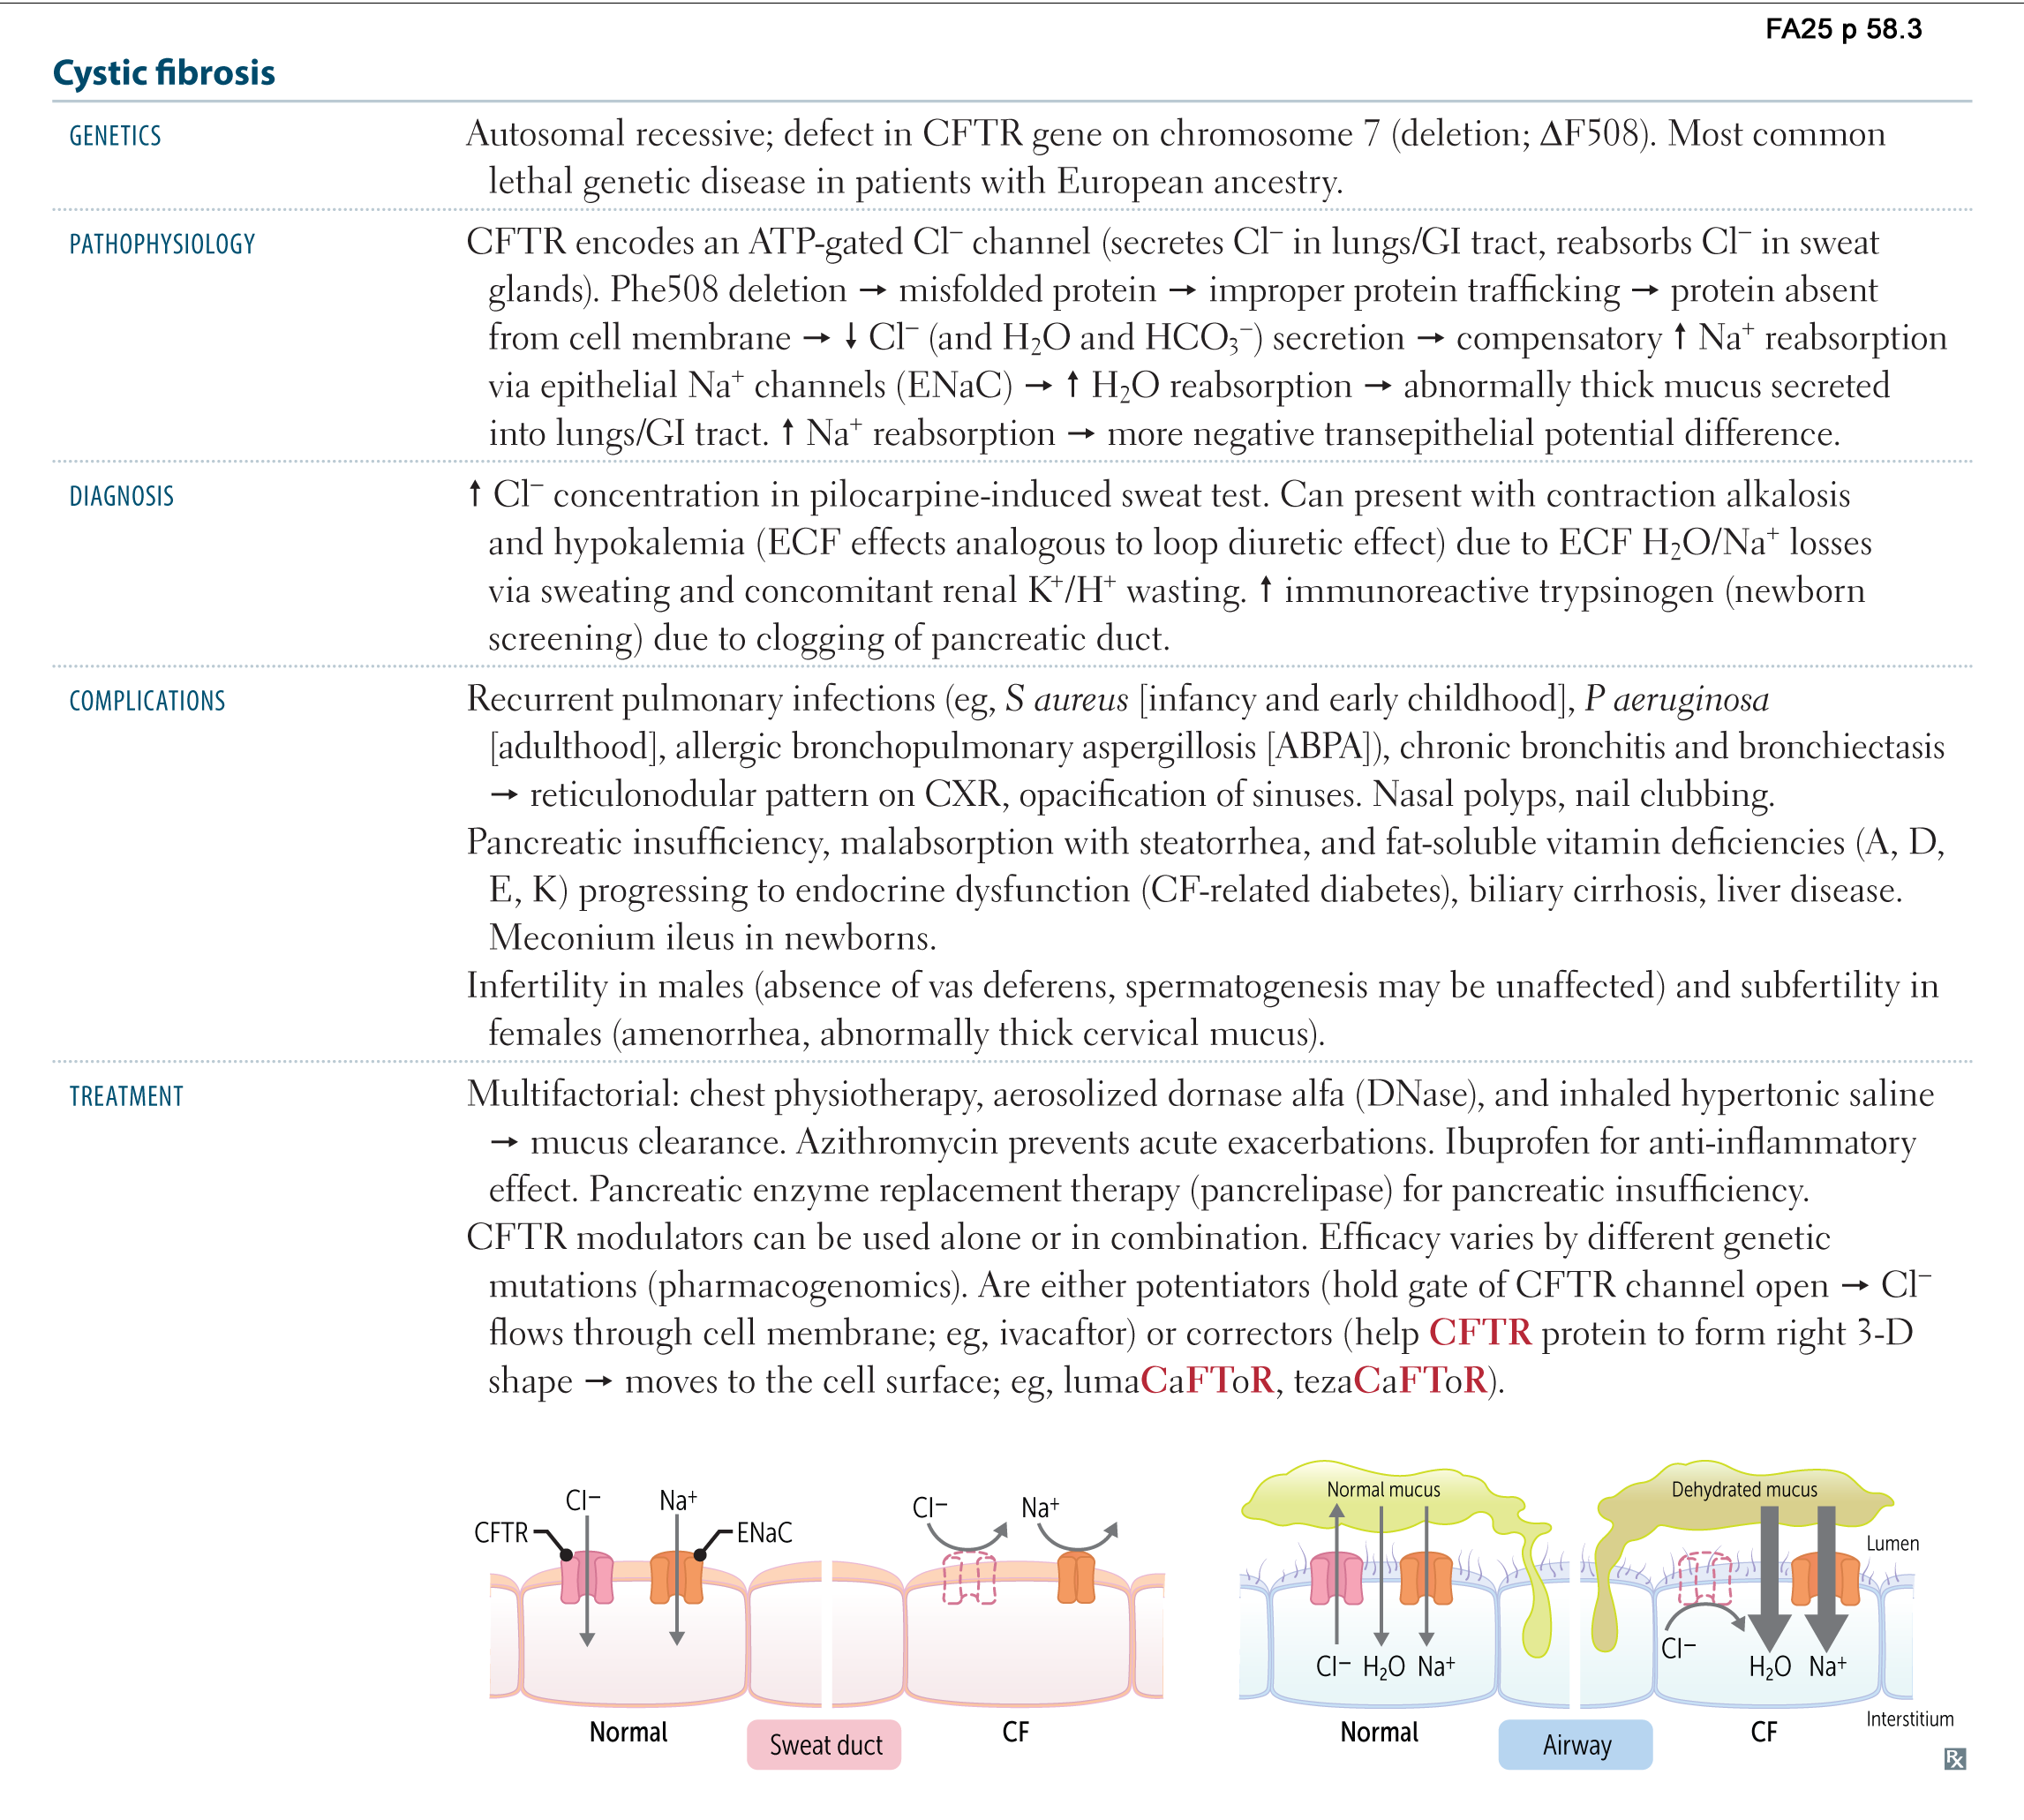 FA25 p 58.3
Cystic fibrosis
GENETICS
Autosomal recessive; defect in CFTR gene on chromosome 7 (deletion; ΔF508). Most common
lethal genetic disease in patients with European ancestry.
PATHOPHYSIOLOGY
CFTR encodes an ATP-gated Cl⁻ channel (secretes Cl⁻ in lungs/GI tract, reabsorbs Cl⁻ in sweat
glands). Phe508 deletion → misfolded protein → improper protein trafficking → protein absent
from cell membrane → ↓ Cl⁻ (and H₂O and HCO₃⁻) secretion → compensatory ↑ Na⁺ reabsorption
via epithelial Na⁺ channels (ENaC) → ↑ H₂O reabsorption → abnormally thick mucus secreted
into lungs/GI tract. ↑ Na⁺ reabsorption → more negative transepithelial potential difference.
DIAGNOSIS
↑ Cl⁻ concentration in pilocarpine-induced sweat test. Can present with contraction alkalosis
and hypokalemia (ECF effects analogous to loop diuretic effect) due to ECF H₂O/Na⁺ losses
via sweating and concomitant renal K⁺/H⁺ wasting. ↑ immunoreactive trypsinogen (newborn
screening) due to clogging of pancreatic duct.
COMPLICATIONS
Recurrent pulmonary infections (eg, S aureus [infancy and early childhood], P aeruginosa
[adulthood], allergic bronchopulmonary aspergillosis [ABPA]), chronic bronchitis and bronchiectasis
→ reticulonodular pattern on CXR, opacification of sinuses. Nasal polyps, nail clubbing.
Pancreatic insufficiency, malabsorption with steatorrhea, and fat-soluble vitamin deficiencies (A, D,
E, K) progressing to endocrine dysfunction (CF-related diabetes), biliary cirrhosis, liver disease.
Meconium ileus in newborns.
Infertility in males (absence of vas deferens, spermatogenesis may be unaffected) and subfertility in
females (amenorrhea, abnormally thick cervical mucus).
TREATMENT
Multifactorial: chest physiotherapy, aerosolized dornase alfa (DNase), and inhaled hypertonic saline
→ mucus clearance. Azithromycin prevents acute exacerbations. Ibuprofen for anti-inflammatory
effect. Pancreatic enzyme replacement therapy (pancrelipase) for pancreatic insufficiency.
CFTR modulators can be used alone or in combination. Efficacy varies by different genetic
mutations (pharmacogenomics). Are either potentiators (hold gate of CFTR channel open → Cl⁻
flows through cell membrane; eg, ivacaftor) or correctors (help CFTR protein to form right 3-D
shape → moves to the cell surface; eg, lumaCaFToR, tezaCaFToR).
Cl⁻ Na⁺
CFTR
ENaC
Cl⁻ Na⁺
Normal
Sweat duct
CF
Normal mucus
Cl⁻ H₂O Na⁺
Dehydrated mucus
Lumen
Cl⁻
H₂O Na⁺
Interstitium
Normal
Airway
CF
Rx